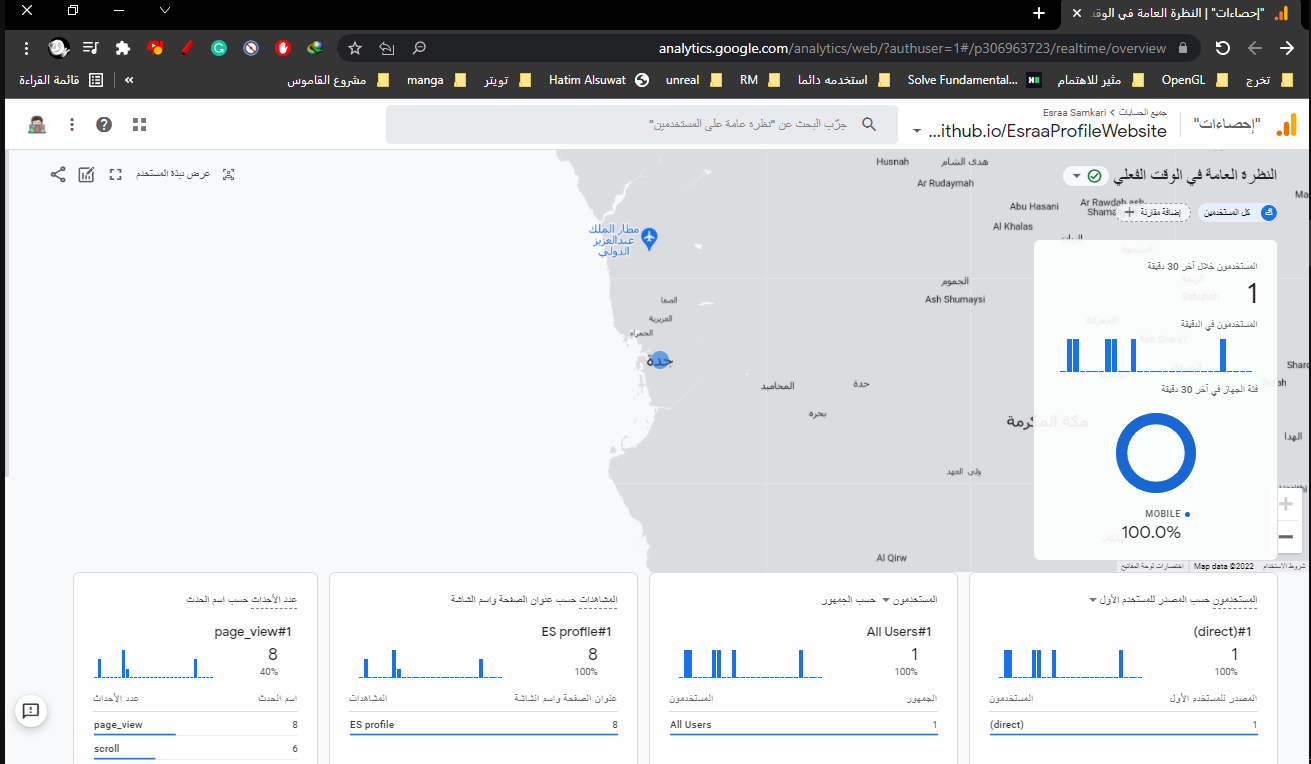 "إحصاءات" | النظرة العامة في الوقـ
analytics.google.com/analytics/web/?authuser=1#/p306963723/realtime/overview
تخرج
OpenGL
مثير للاهتمام
Solve Fundamental...
استخدمه دائما
RM
unreal
Hatim Alsuwat
تويتر
manga
مشروع القاموس
»
قائمة القراءة
"إحصاءات"
جميع الحسابات > Esraa Samkari
...ithub.io/EsraaProfileWebsite
جرّب البحث عن "نظرة عامة على المستخدمين"
النظرة العامة في الوقت الفعلي
عرض نبذة المستخدم
كل المستخدمين
إضافة مقارنة +
Husnah
هدى الشام
Ar Rudaymah
Abu Hasani
Ar Rawdah ash
Shama
Al Khalas
مطار الملك
عبدالعزيز
الدولي
الجموم
Ash Shumaysi
الصفا
العزيزية
الحمراء
جدة
المحاميد
حدة
بحره
مكة المكرمة
ولي العهد
الهدا
Al Qirw
المستخدمون خلال آخر 30 دقيقة
1
المستخدمون في الدقيقة
فئة الجهاز في آخر 30 دقيقة
MOBILE
100.0%
اختصارات لوحة المفاتيح
Map data ©2022
شروط الاستخدام
المستخدمون حسب المصدر للمستخدم الأول
(direct)#1
1
100%
المصدر للمستخدم الأول
المستخدمون
(direct)
1
المستخدمون حسب الجمهور
All Users#1
1
100%
الجمهور
المستخدمون
All Users
1
المشاهدات حسب عنوان الصفحة واسم الشاشة
ES profile#1
8
100%
عنوان الصفحة واسم الشاشة
المشاهدات
ES profile
8
عدد الأحداث حسب اسم الحدث
page_view#1
8
40%
اسم الحدث
عدد الأحداث
page_view
8
scroll
6